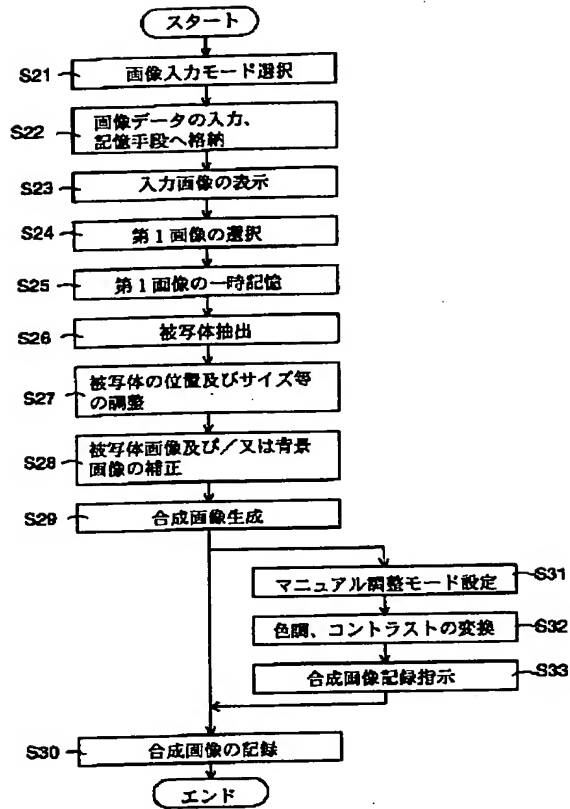 スタート
S21 画像入力モード選択
S22 画像データの入力、
記憶手段へ格納
S23 入力画像の表示
S24 第1画像の選択
S25 第1画像の一時記憶
S26 被写体抽出
S27 被写体の位置及びサイズ等
の調整
S28 被写体画像及び/又は背景
画像の補正
S29 合成画像生成
マニュアル調整モード設定 S31
色調、コントラストの変換 S32
合成画像記録指示 S33
S30 合成画像の記録
エンド